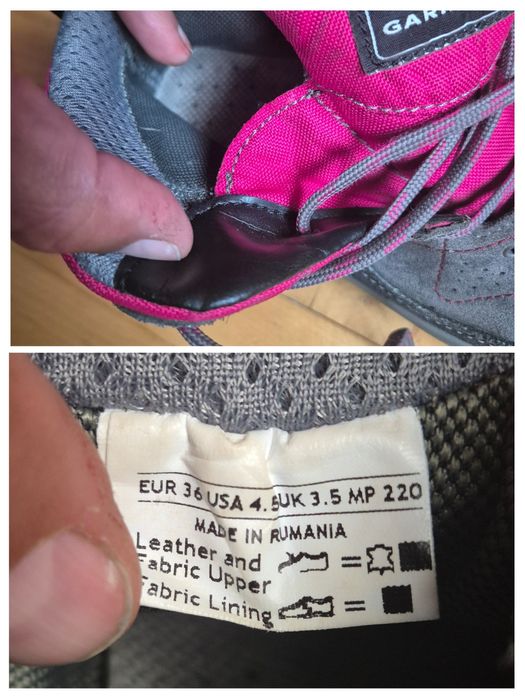 EUR 36 USA 4.5 UK 3.5 MP 220
MADE IN RUMANIA
Leather and
Fabric Upper
=
Fabric Lining
=